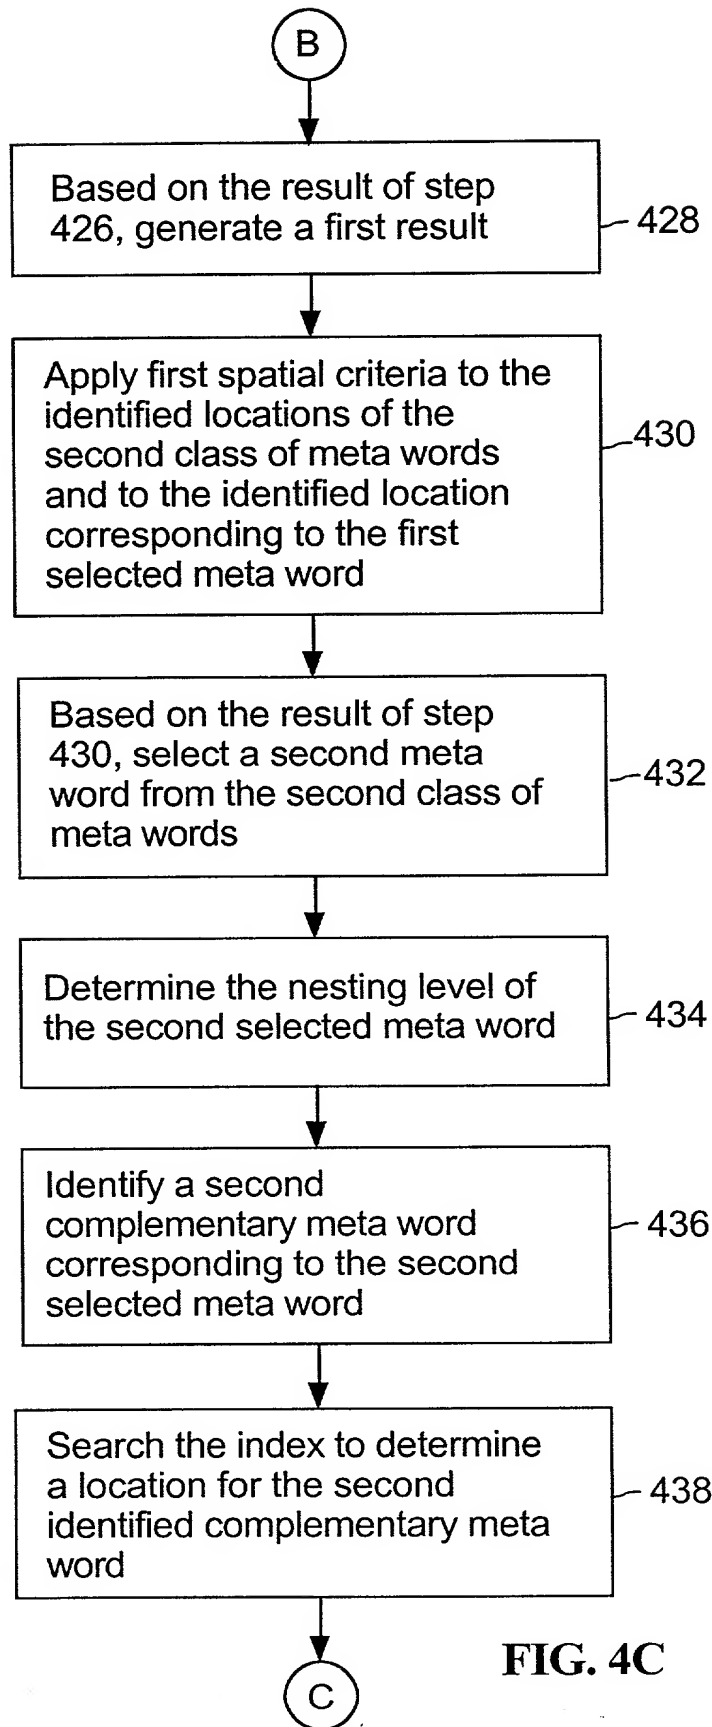 B
Based on the result of step
426, generate a first result
428
Apply first spatial criteria to the
identified locations of the
second class of meta words
and to the identified location
corresponding to the first
selected meta word
430
Based on the result of step
430, select a second meta
word from the second class of
meta words
432
Determine the nesting level of
the second selected meta word
434
Identify a second
complementary meta word
corresponding to the second
selected meta word
436
Search the index to determine
a location for the second
identified complementary meta
word
438
FIG. 4C
C